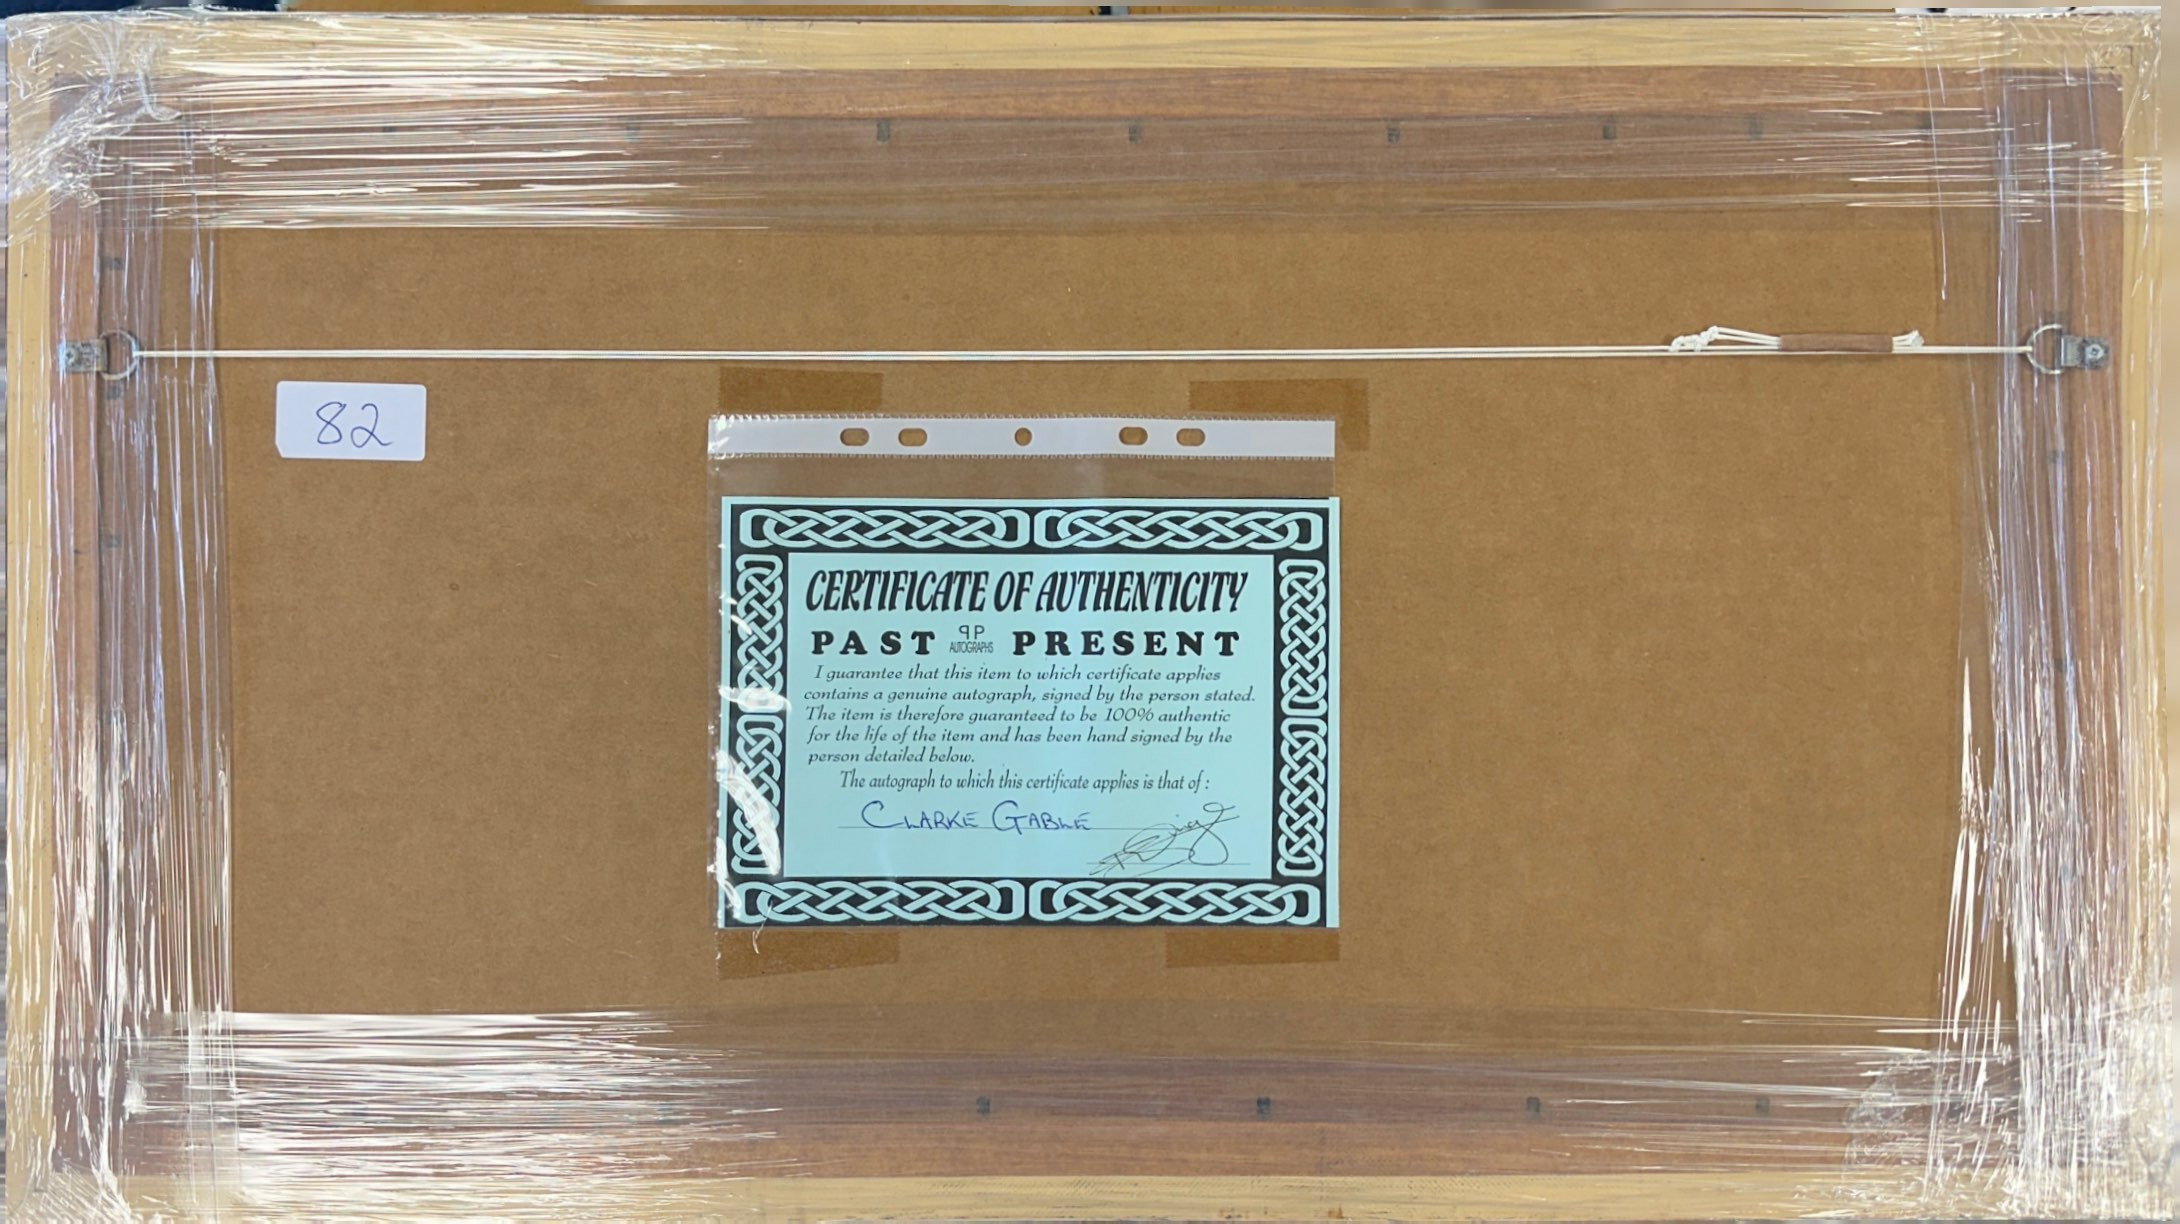 82
CERTIFICATE OF AUTHENTICITY
PAST PP AUTOGRAPHS PRESENT
I guarantee that this item to which certificate applies
contains a genuine autograph, signed by the person stated.
The item is therefore guaranteed to be 100% authentic
for the life of the item and has been hand signed by the
person detailed below.
The autograph to which this certificate applies is that of :
CLARKE GABLE